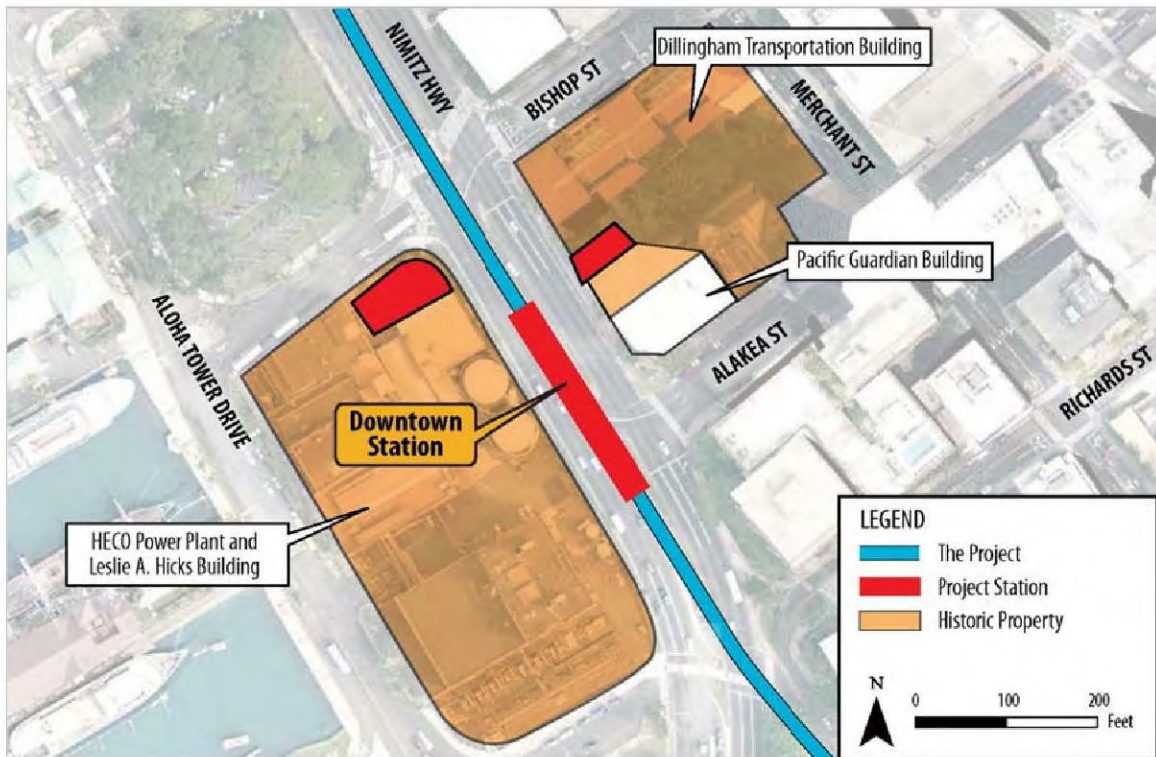 NIMITZ HWY
BISHOP ST
Dillingham Transportation Building
MERCHANT ST
Pacific Guardian Building
ALAKEA ST
RICHARDS ST
ALOHA TOWER DRIVE
Downtown
Station
HECO Power Plant and
Leslie A. Hicks Building
LEGEND
The Project
Project Station
Historic Property
N
0 100 200
Feet